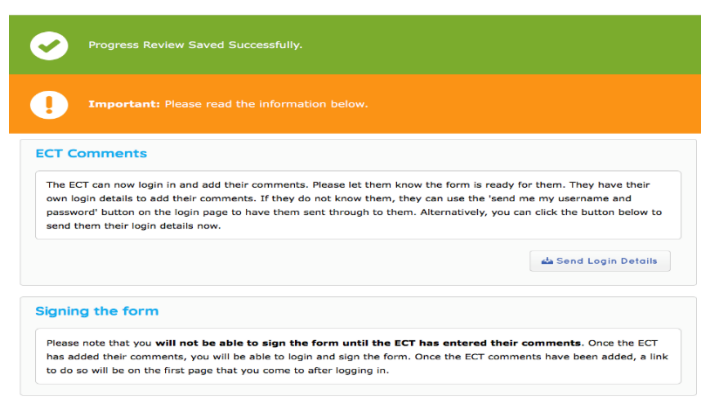 Progress Review Saved Successfully.
Important: Please read the information below.
ECT Comments
The ECT can now login in and add their comments. Please let them know the form is ready for them. They have their
own login details to add their comments. If they do not know them, they can use the 'send me my username and
password' button on the login page to have them sent through to them. Alternatively, you can click the button below to
send them their login details now.
Send Login Details
Signing the form
Please note that you will not be able to sign the form until the ECT has entered their comments. Once the ECT
has added their comments, you will be able to login and sign the form. Once the ECT comments have been added, a link
to do so will be on the first page that you come to after logging in.